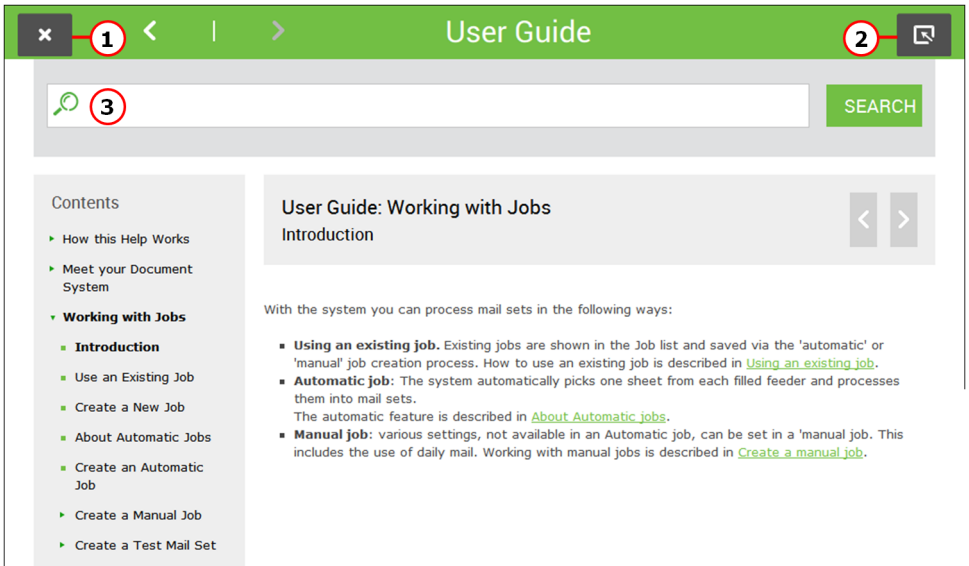 1
User Guide
2
3
SEARCH
Contents
How this Help Works
Meet your Document
System
Working with Jobs
Introduction
Use an Existing Job
Create a New Job
About Automatic Jobs
Create an Automatic
Job
Create a Manual Job
Create a Test Mail Set
User Guide: Working with Jobs
Introduction
With the system you can process mail sets in the following ways:
Using an existing job. Existing jobs are shown in the Job list and saved via the 'automatic' or
'manual' job creation process. How to use an existing job is described in Using an existing job.
Automatic job: The system automatically picks one sheet from each filled feeder and processes
them into mail sets.
The automatic feature is described in About Automatic jobs.
Manual job: various settings, not available in an Automatic job, can be set in a 'manual job. This
includes the use of daily mail. Working with manual jobs is described in Create a manual job.